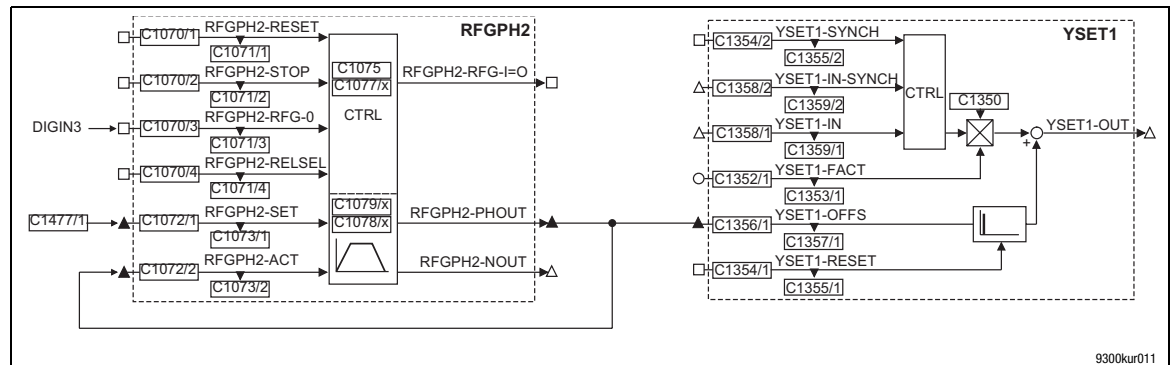 RFGPH2
C1070/1
RFGPH2-RESET
C1071/1
C1070/2
RFGPH2-STOP
C1071/2
DIGIN3
C1070/3
RFGPH2-RFG-0
C1071/3
C1070/4
RFGPH2-RELSEL
C1071/4
C1477/1
C1072/1
RFGPH2-SET
C1073/1
C1072/2
RFGPH2-ACT
C1073/2
C1075
C1077/x
CTRL
C1079/x
C1078/x
RFGPH2-RFG-I=O
RFGPH2-PHOUT
RFGPH2-NOUT
YSET1
C1354/2
YSET1-SYNCH
C1355/2
C1358/2
YSET1-IN-SYNCH
C1359/2
C1358/1
YSET1-IN
C1359/1
C1352/1
YSET1-FACT
C1353/1
C1356/1
YSET1-OFFS
C1357/1
C1354/1
YSET1-RESET
C1355/1
CTRL
C1350
+
YSET1-OUT
9300kur011